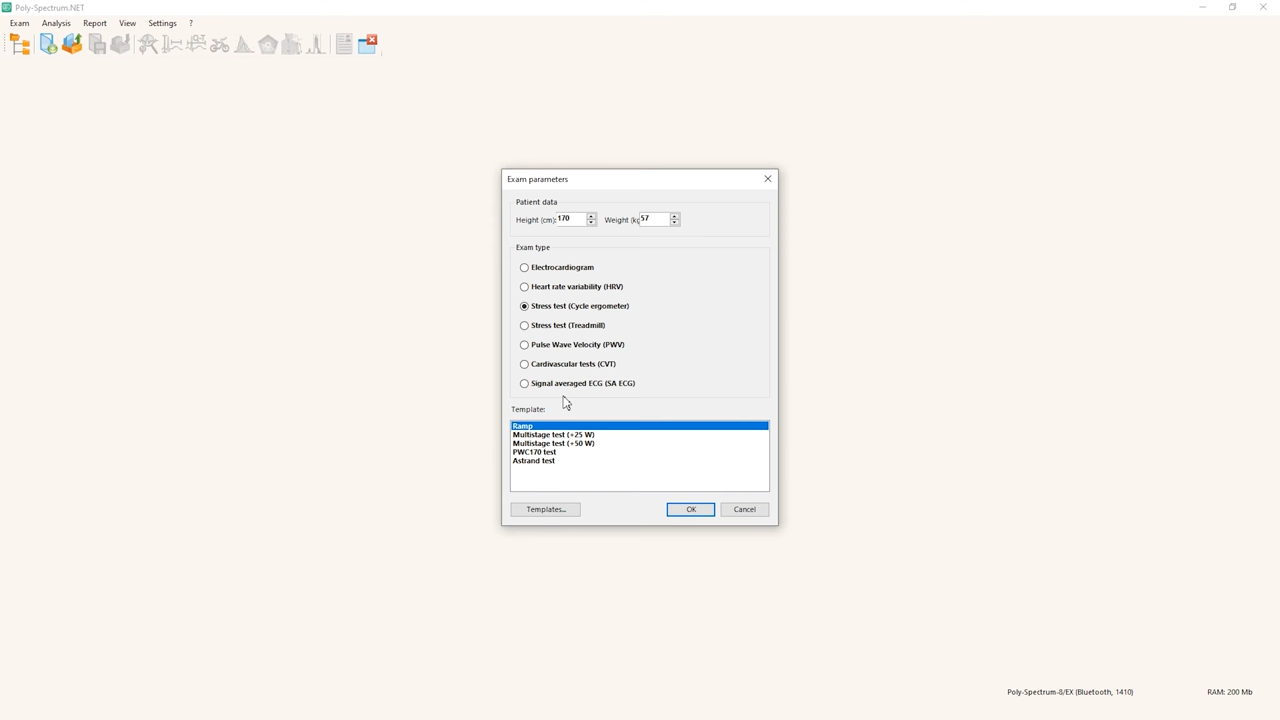 Poly-Spectrum.NET
Exam Analysis Report View Settings ?
Exam parameters
Patient data
Height (cm): 170 Weight (kg 57
Exam type
Electrocardiogram
Heart rate variability (HRV)
Stress test (Cycle ergometer)
Stress test (Treadmill)
Pulse Wave Velocity (PWV)
Cardivascular tests (CVT)
Signal averaged ECG (SA ECG)
Template:
Ramp
Multistage test (+25 W)
Multistage test (+50 W)
PWC170 test
Astrand test
Templates... OK Cancel
Poly-Spectrum-8/EX (Bluetooth, 1410) RAM: 200 Mb